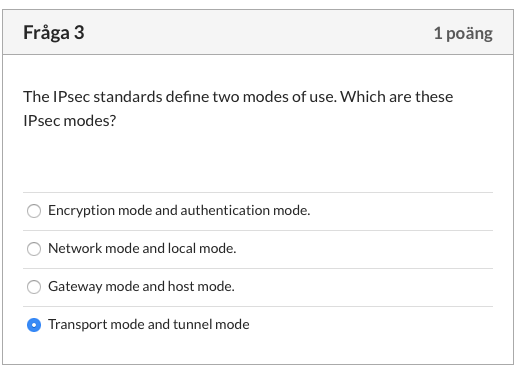 Fråga 3
1 poäng
The IPsec standards define two modes of use. Which are these
IPsec modes?
Encryption mode and authentication mode.
Network mode and local mode.
Gateway mode and host mode.
Transport mode and tunnel mode